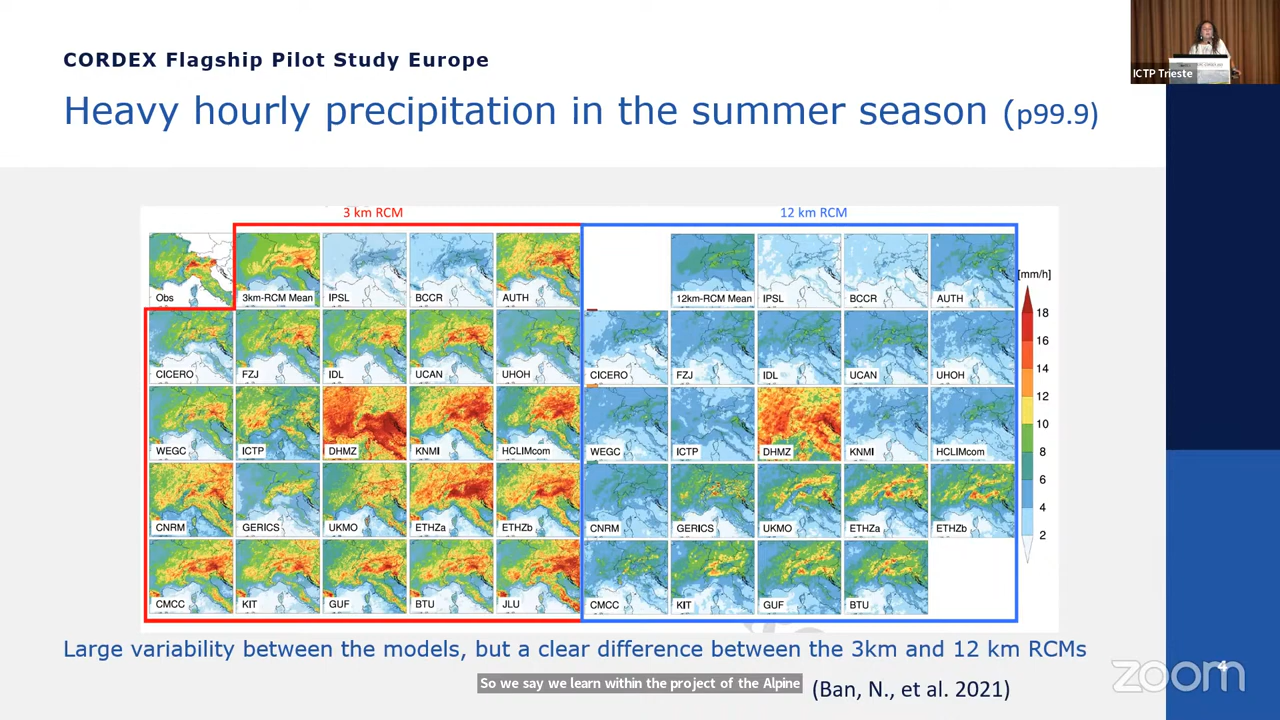 CORDEX Flagship Pilot Study Europe
ICTP Trieste
Heavy hourly precipitation in the summer season (p99.9)
3 km RCM
12 km RCM
Obs
3km-RCM Mean
IPSL
BCCR
AUTH
12km-RCM Mean
IPSL
BCCR
AUTH
[mm/h]
CICERO
FZJ
IDL
UCAN
UHOH
CICERO
FZJ
IDL
UCAN
UHOH
WEGC
ICTP
DHMZ
KNMI
HCLIMcom
WEGC
ICTP
DHMZ
KNMI
HCLIMcom
CNRM
GERICS
UKMO
ETHZa
ETHZb
CNRM
GERICS
UKMO
ETHZa
ETHZb
CMCC
KIT
GUF
BTU
JLU
CMCC
KIT
GUF
BTU
18
16
14
12
10
8
6
4
2
Large variability between the models, but a clear difference between the 3km and 12 km RCMs
So we say we learn within the project of the Alpine
(Ban, N., et al. 2021)
4
zoom